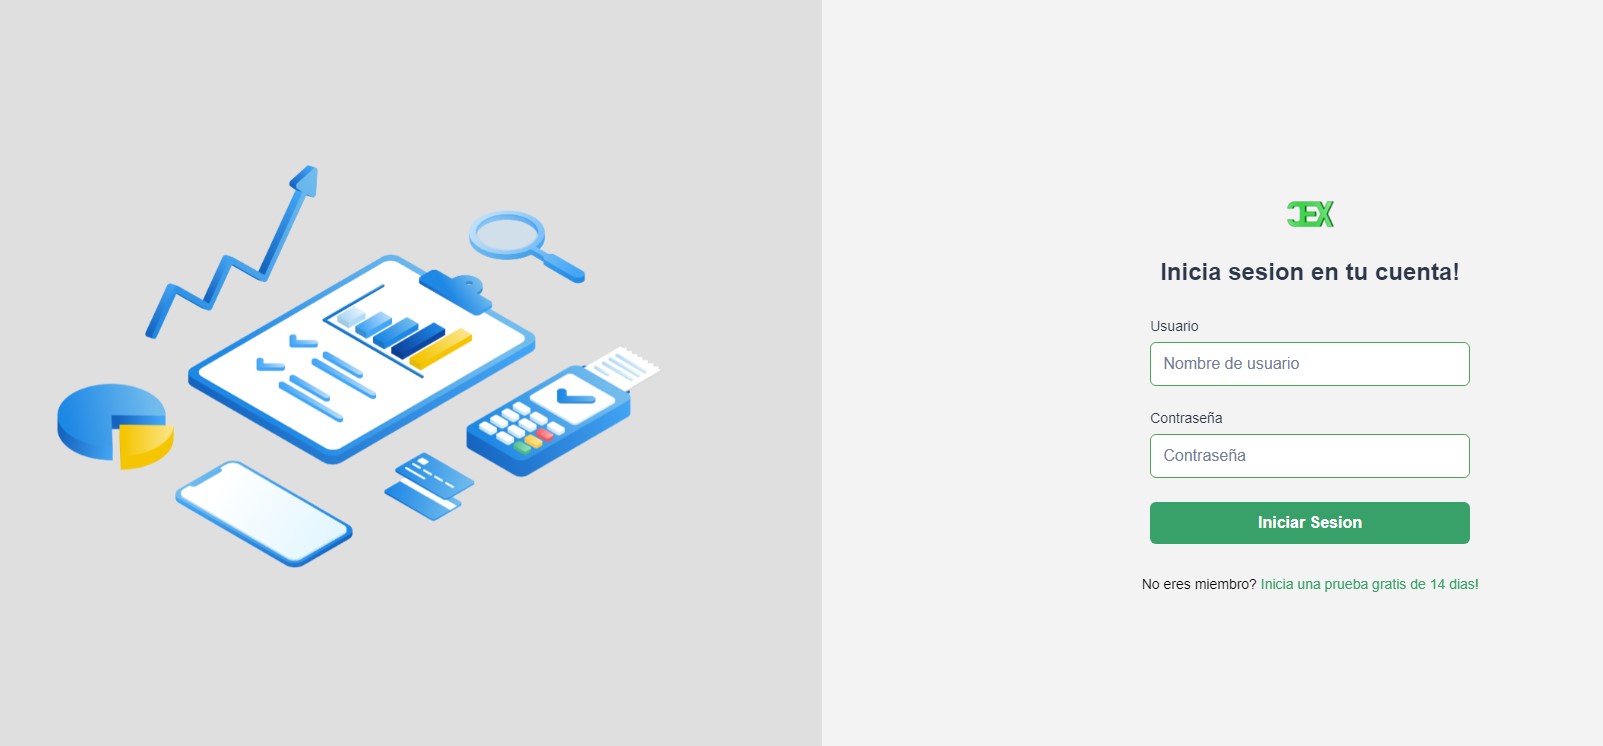 CEX
Inicia sesion en tu cuenta!
Usuario
Nombre de usuario
Contraseña
Contraseña
Iniciar Sesion
No eres miembro? Inicia una prueba gratis de 14 dias!